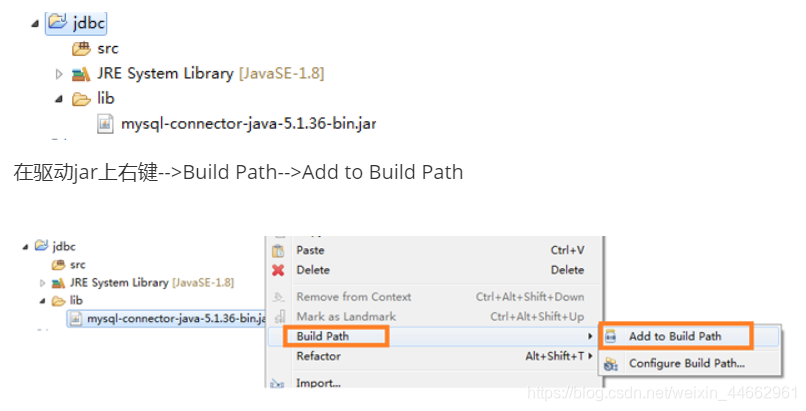 jdbc
src
JRE System Library [JavaSE-1.8]
lib
mysql-connector-java-5.1.36-bin.jar
在驱动jar上右键-->Build Path-->Add to Build Path
jdbc
src
JRE System Library [JavaSE-1.8]
lib
mysql-connector-java-5.1.36-bin.ja
Paste Ctrl+V
Delete Delete
Remove from Context Ctrl+Alt+Shift+Down
Mark as Landmark Ctrl+Alt+Shift+Up
Build Path
Refactor Alt+Shift+T
Import...
Add to Build Path
Configure Build Path...
https://blog.csdn.net/weixin_44662961